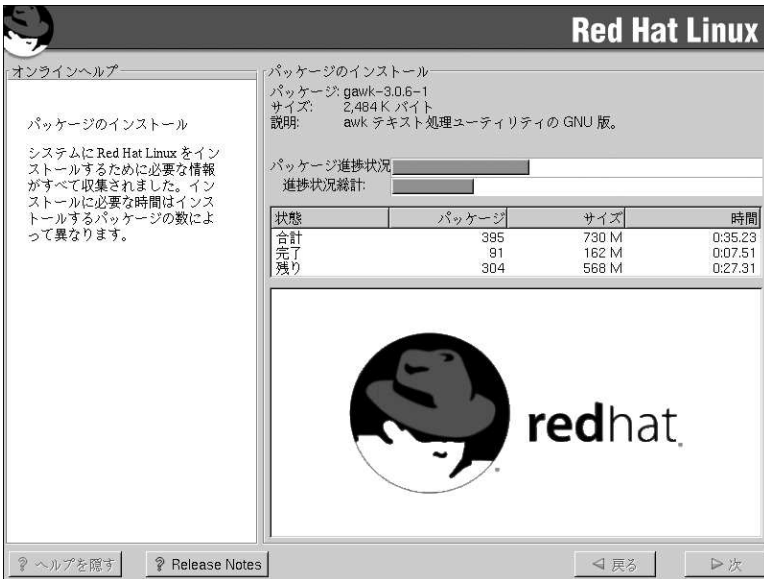 Red Hat Linux
オンラインヘルプ
パッケージのインストール
システムに Red Hat Linux をイン
ストールするために必要な情報
がすべて収集されました。イン
ストールに必要な時間はインス
トールするパッケージの数によ
って異なります。
パッケージのインストール
パッケージ: gawk-3.0.6-1
サイズ: 2,484 K バイト
説明: awk テキスト処理ユーティリティの GNU 版。
パッケージ進捗状況
進捗状況総計:
状態 パッケージ サイズ 時間
合計 395 730 M 0:35.23
完了 91 162 M 0:07.51
残り 304 568 M 0:27.31
redhat.
? ヘルプを隠す
? Release Notes
戻る
次